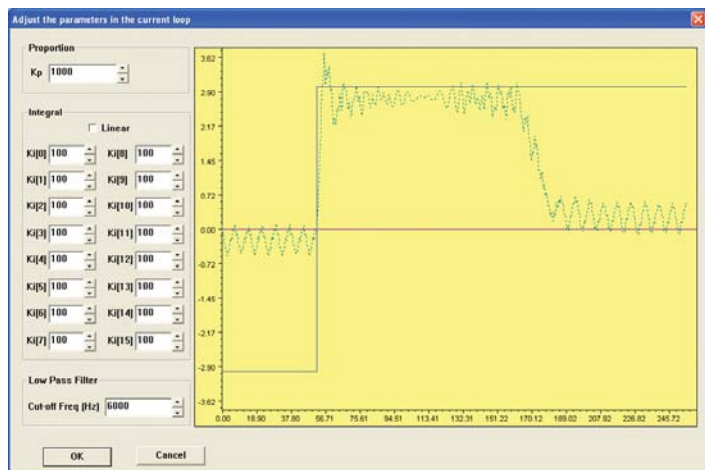 Adjust the parameters in the current loop
Proportion
Kp 1000
Integral
Linear
Ki[0] 100 Ki[8] 100
Ki[1] 100 Ki[9] 100
Ki[2] 100 Ki[10] 100
Ki[3] 100 Ki[11] 100
Ki[4] 100 Ki[12] 100
Ki[5] 100 Ki[13] 100
Ki[6] 100 Ki[14] 100
Ki[7] 100 Ki[15] 100
Low Pass Filter
Cut-off Freq (Hz) 6000
OK Cancel
3.62
2.90
2.17
1.45
0.72
0.00
-0.72
-1.45
-2.17
-2.90
-3.62
0.00 18.90 37.80 56.71 75.61 94.51 113.41 132.31 151.22 170.12 189.02 207.92 226.82 245.72